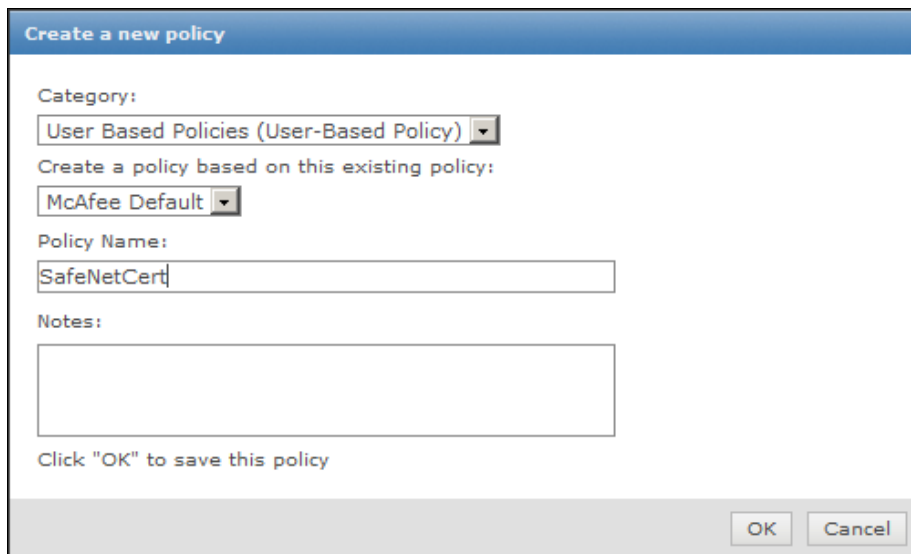 Create a new policy
Category:
User Based Policies (User-Based Policy)
Create a policy based on this existing policy:
McAfee Default
Policy Name:
SafeNetCert
Notes:
Click "OK" to save this policy
OK Cancel